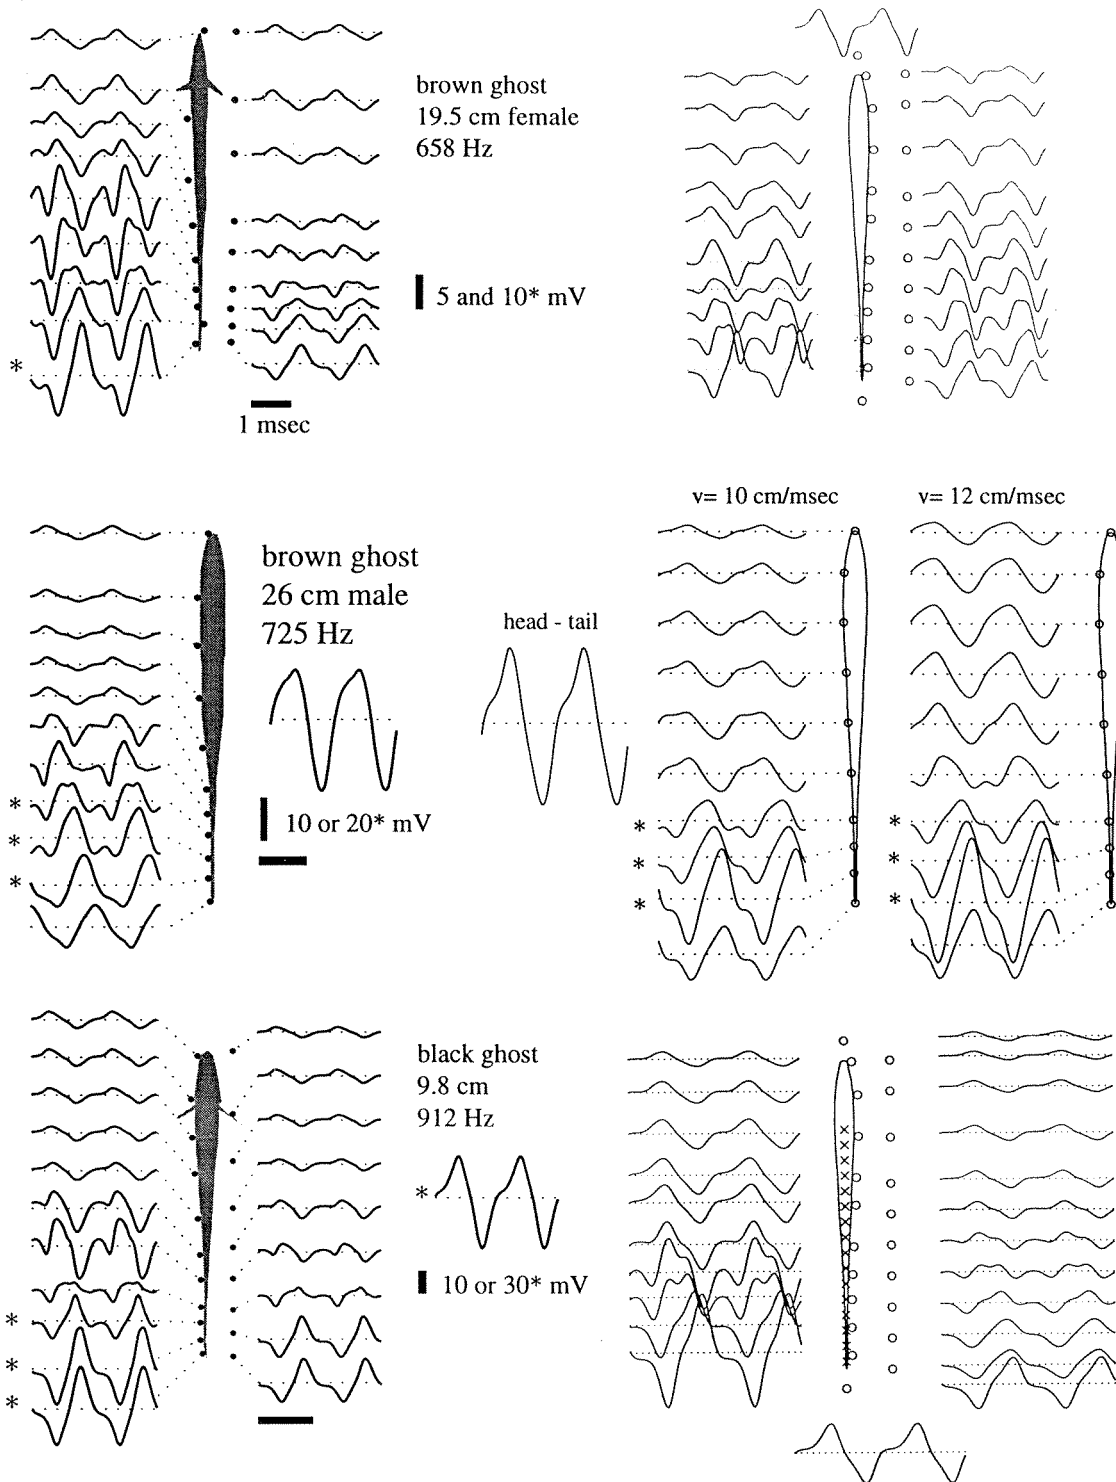 brown ghost
19.5 cm female
658 Hz
5 and 10* mV
*
1 msec
v= 10 cm/msec
v= 12 cm/msec
brown ghost
26 cm male
725 Hz
head - tail
10 or 20* mV
*
*
*
*
*
*
*
*
*
black ghost
9.8 cm
912 Hz
*
10 or 30* mV
*
*
*